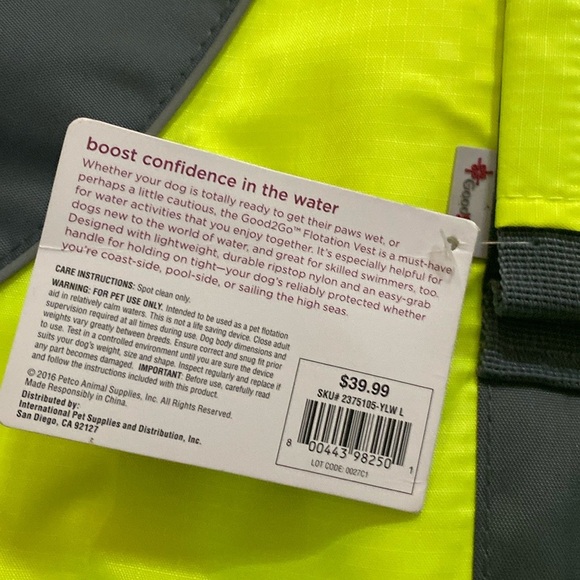 boost confidence in the water
Whether your dog is totally ready to get their paws wet, or
perhaps a little cautious, the Good2Go™ Flotation Vest is a must-have
for water activities that you enjoy together. It's especially helpful for
dogs new to the world of water, and great for skilled swimmers, too.
Designed with lightweight, durable ripstop nylon and an easy-grab
handle for holding on tight—your dog's reliably protected whether
you're coast-side, pool-side, or sailing the high seas.
CARE INSTRUCTIONS: Spot clean only.
WARNING: FOR PET USE ONLY. Intended to be used as a pet flotation
aid in relatively calm waters. This is not a life saving device. Close adult
supervision required at all times during use. Dog body dimensions and
weights vary greatly between breeds. Ensure correct and snug fit prior
to use. Test in a controlled environment until you are sure the device
suits your dog's weight, size and shape. Inspect regularly and replace if
any part becomes damaged. IMPORTANT: Before use, carefully read
and follow the instructions included with this product.
© 2016 Petco Animal Supplies, Inc. All Rights Reserved.
Made Responsibly in China.
Distributed by:
International Pet Supplies and Distribution, Inc.
San Diego, CA 92127
$39.99
SKU# 2375105-YLW L
8 00443 98250 1
LOT CODE: 0027C1
Good